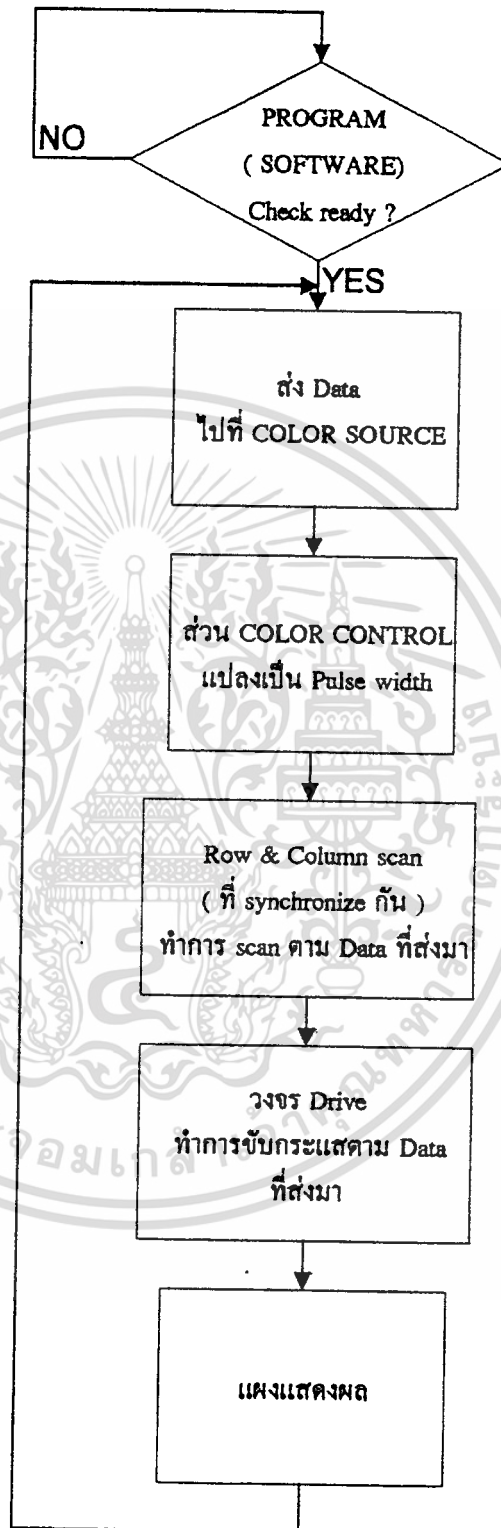 PROGRAM
( SOFTWARE)
Check ready ?
NO
YES
ส่ง Data
ไปที่ COLOR SOURCE
ส่วน COLOR CONTROL
แปลงเป็น Pulse width
Row & Column scan
( ที่ synchronize กัน )
ทำการ scan ตาม Data ที่ส่งมา
วงจร Drive
ทำการขับกระแสตาม Data
ที่ส่งมา
แผงแสดงผล